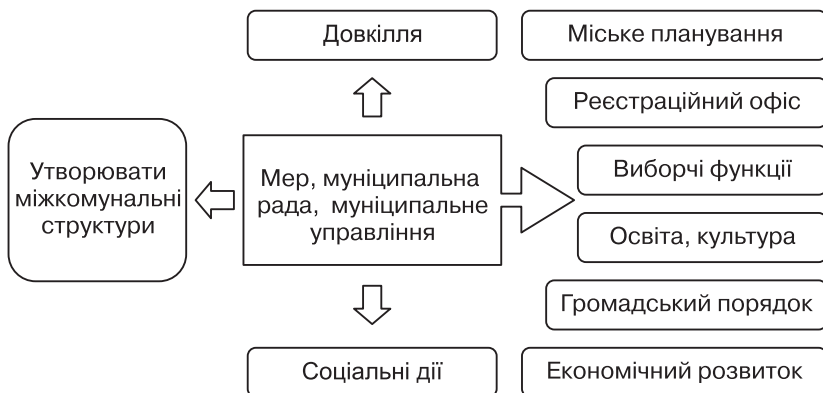 Довкілля
Міське планування
Реєстраційний офіс
Утворювати
міжкомунальні
структури
Мер, муніципальна
рада, муніципальне
управління
Виборчі функції
Освіта, культура
Громадський порядок
Соціальні дії
Економічний розвиток